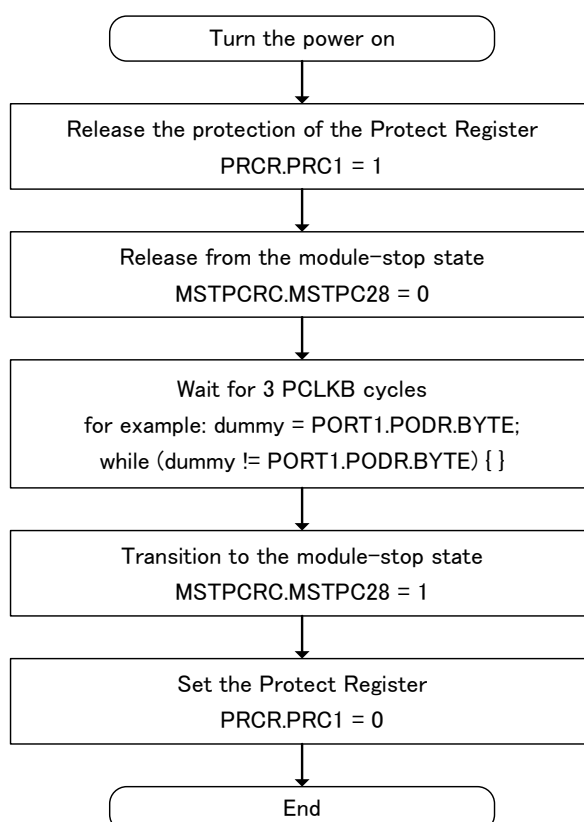 Turn the power on
Release the protection of the Protect Register
PRCR.PRC1 = 1
Release from the module-stop state
MSTPCRC.MSTPC28 = 0
Wait for 3 PCLKB cycles
for example: dummy = PORT1.PODR.BYTE;
while (dummy != PORT1.PODR.BYTE) { }
Transition to the module-stop state
MSTPCRC.MSTPC28 = 1
Set the Protect Register
PRCR.PRC1 = 0
End